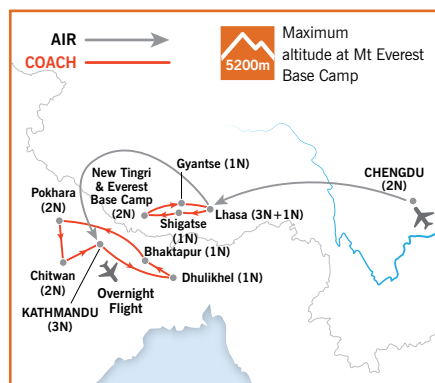 AIR
COACH
5200m
Maximum
altitude at Mt Everest
Base Camp
Gyantse (1N)
New Tingri
& Everest
Base Camp
(2N)
CHENGDU
(2N)
Pokhara
(2N)
Lhasa (3N+1N)
Shigatse
(1N)
Bhaktapur (1N)
Chitwan
(2N)
Dhulikhel (1N)
Overnight
Flight
KATHMANDU
(3N)